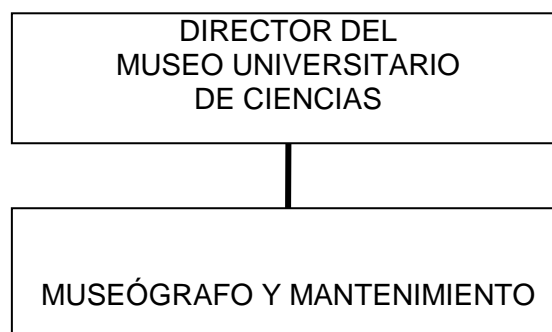 DIRECTOR DEL
MUSEO UNIVERSITARIO
DE CIENCIAS
MUSEÓGRAFO Y MANTENIMIENTO